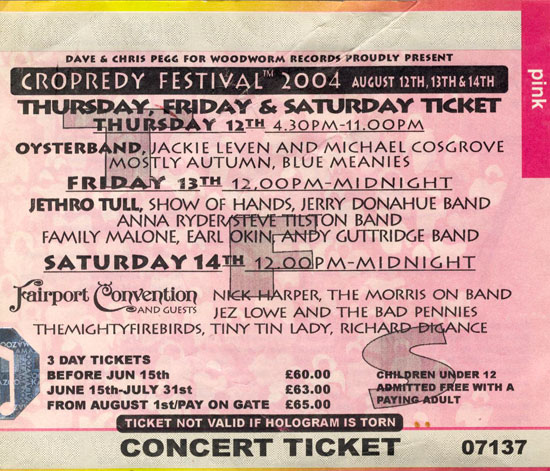 DAVE & CHRIS PEGG FOR WOODWORM RECORDS PROUDLY PRESENT
CROPREDY FESTIVAL™ 2004 AUGUST 12TH, 13TH & 14TH
pink
THURSDAY, FRIDAY & SATURDAY TICKET
THURSDAY 12TH 4.30PM-11.00PM
OYSTERBAND, JACKIE LEVEN AND MICHAEL COSGROVE
MOSTLY AUTUMN, BLUE MEANIES
FRIDAY 13TH 12.00PM-MIDNIGHT
JETHRO TULL, SHOW OF HANDS, JERRY DONAHUE BAND
ANNA RYDER/STEVE TILSTON BAND
FAMILY MALONE, EARL OKIN, ANDY GUTTRIDGE BAND
SATURDAY 14TH 12.00PM-MIDNIGHT
Fairport Convention NICK HARPER, THE MORRIS ON BAND
AND GUESTS JEZ LOWE AND THE BAD PENNIES
THEMIGHTYFIREBIRDS, TINY TIN LADY, RICHARD DIGANCE
T F S
3 DAY TICKETS
BEFORE JUN 15th £60.00
JUNE 15th-JULY 31st £63.00
FROM AUGUST 1st/PAY ON GATE £65.00
CHILDREN UNDER 12
ADMITTED FREE WITH A
PAYING ADULT
TICKET NOT VALID IF HOLOGRAM IS TORN
CONCERT TICKET 07137